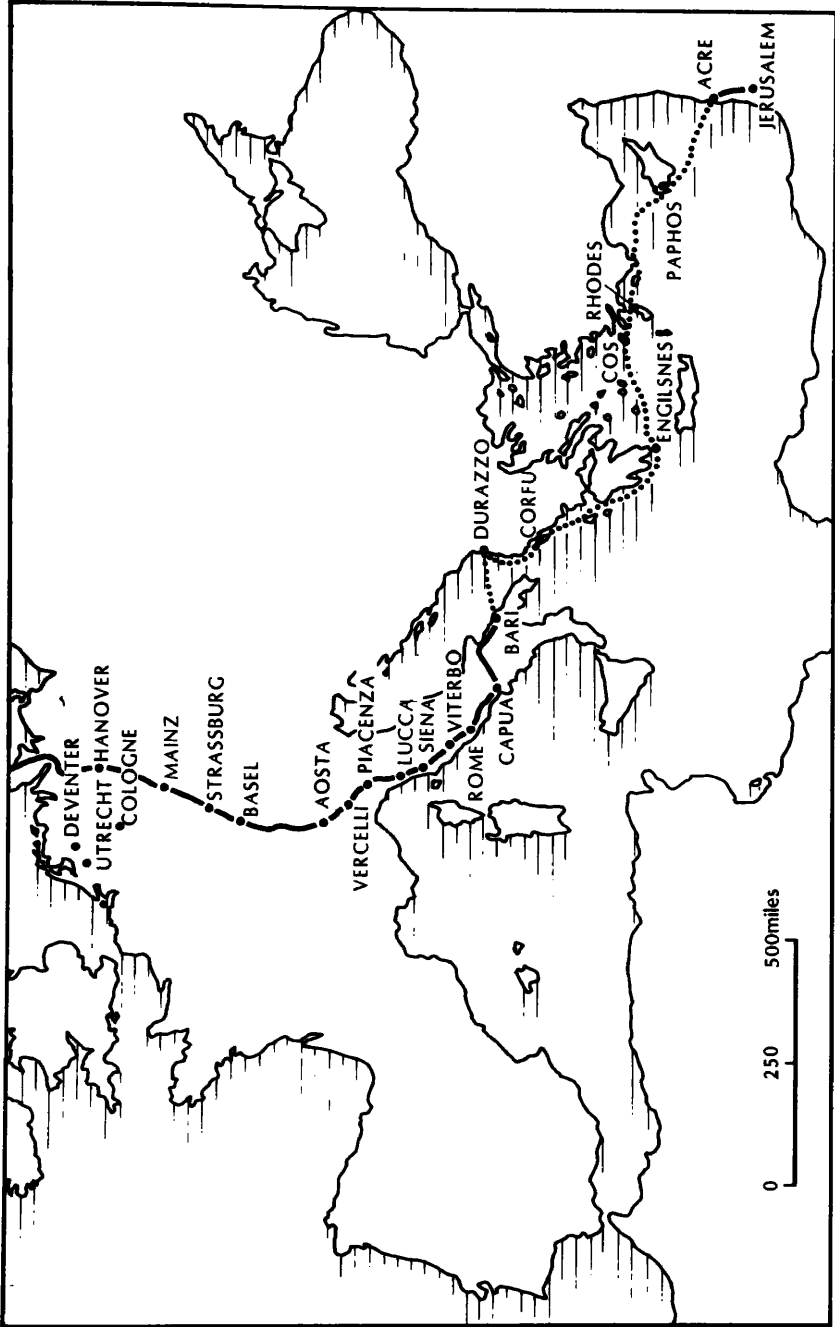 DEVENTER
UTRECHT
HANOVER
COLOGNE
MAINZ
STRASSBURG
BASEL
AOSTA
VERCELLI
PIACENZA
LUCCA
SIENA
VITERBO
ROME
CAPUA
BARI
DURAZZO
CORFU
ENGILSNES
COS
RHODES
PAPHOS
ACRE
JERUSALEM
0 250 500miles